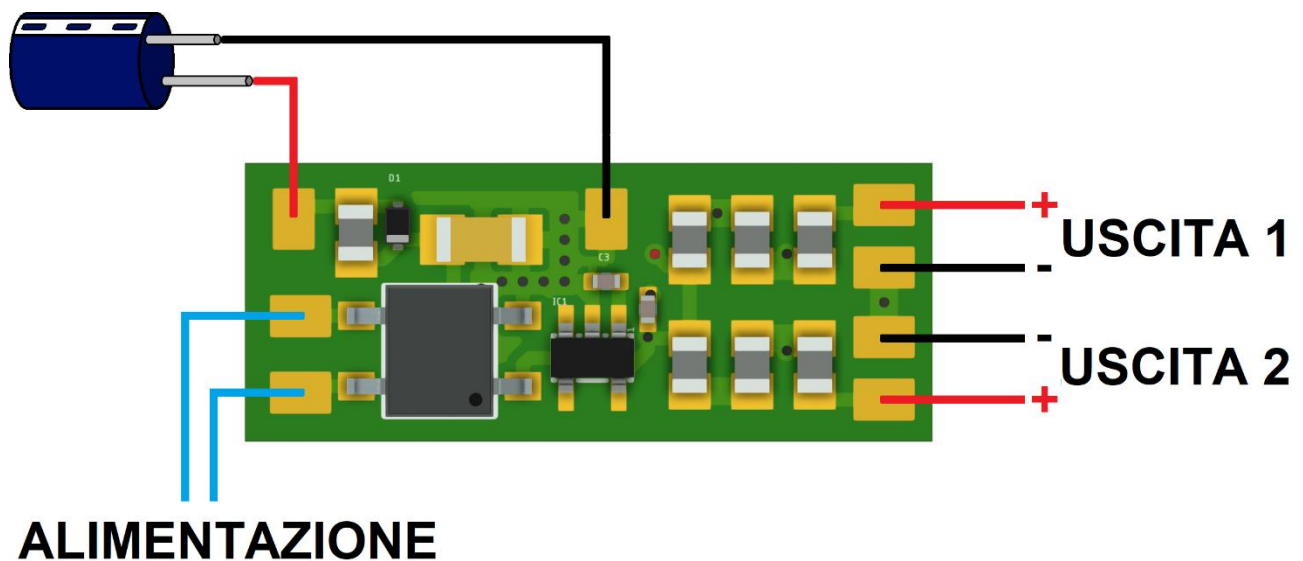 D1
+
USCITA 1
-
C3
IC1
-
USCITA 2
+
ALIMENTAZIONE